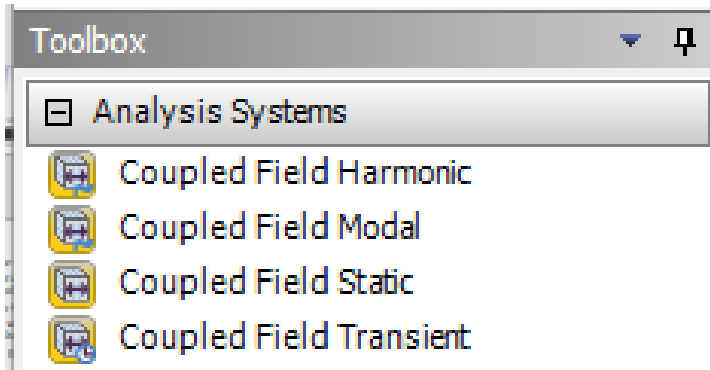 Toolbox
Analysis Systems
Coupled Field Harmonic
Coupled Field Modal
Coupled Field Static
Coupled Field Transient